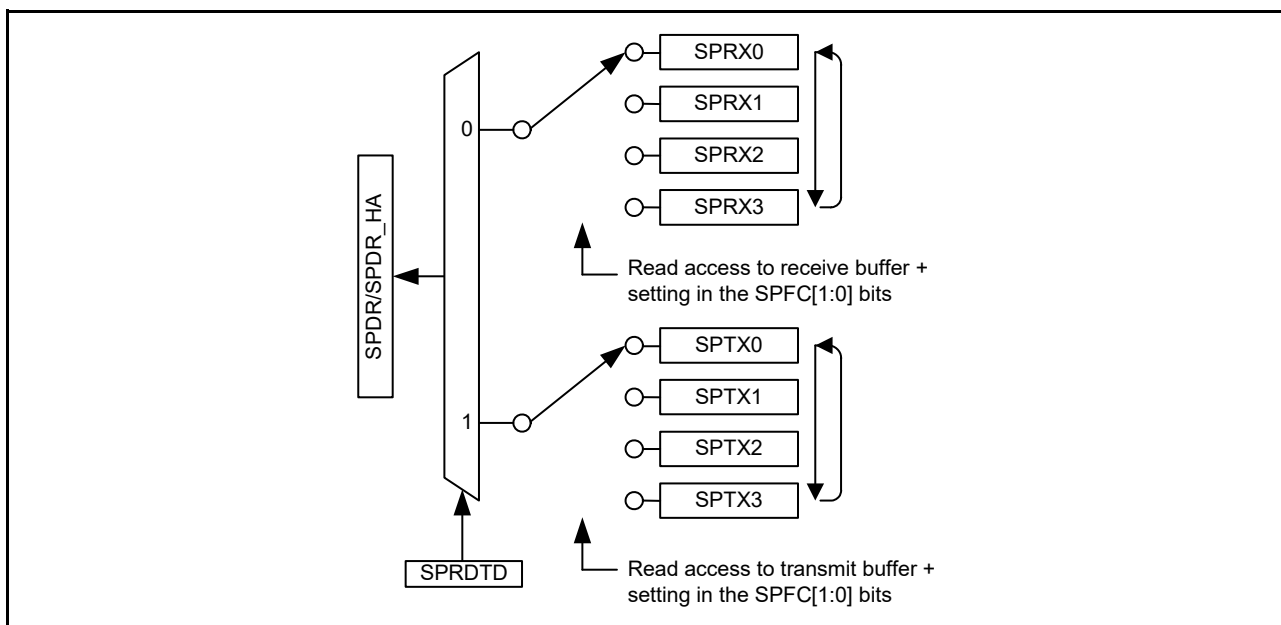 SPRX0
SPRX1
0
SPRX2
SPRX3
SPDR/SPDR_HA
Read access to receive buffer +
setting in the SPFC[1:0] bits
SPTX0
SPTX1
1
SPTX2
SPTX3
SPRDTD
Read access to transmit buffer +
setting in the SPFC[1:0] bits